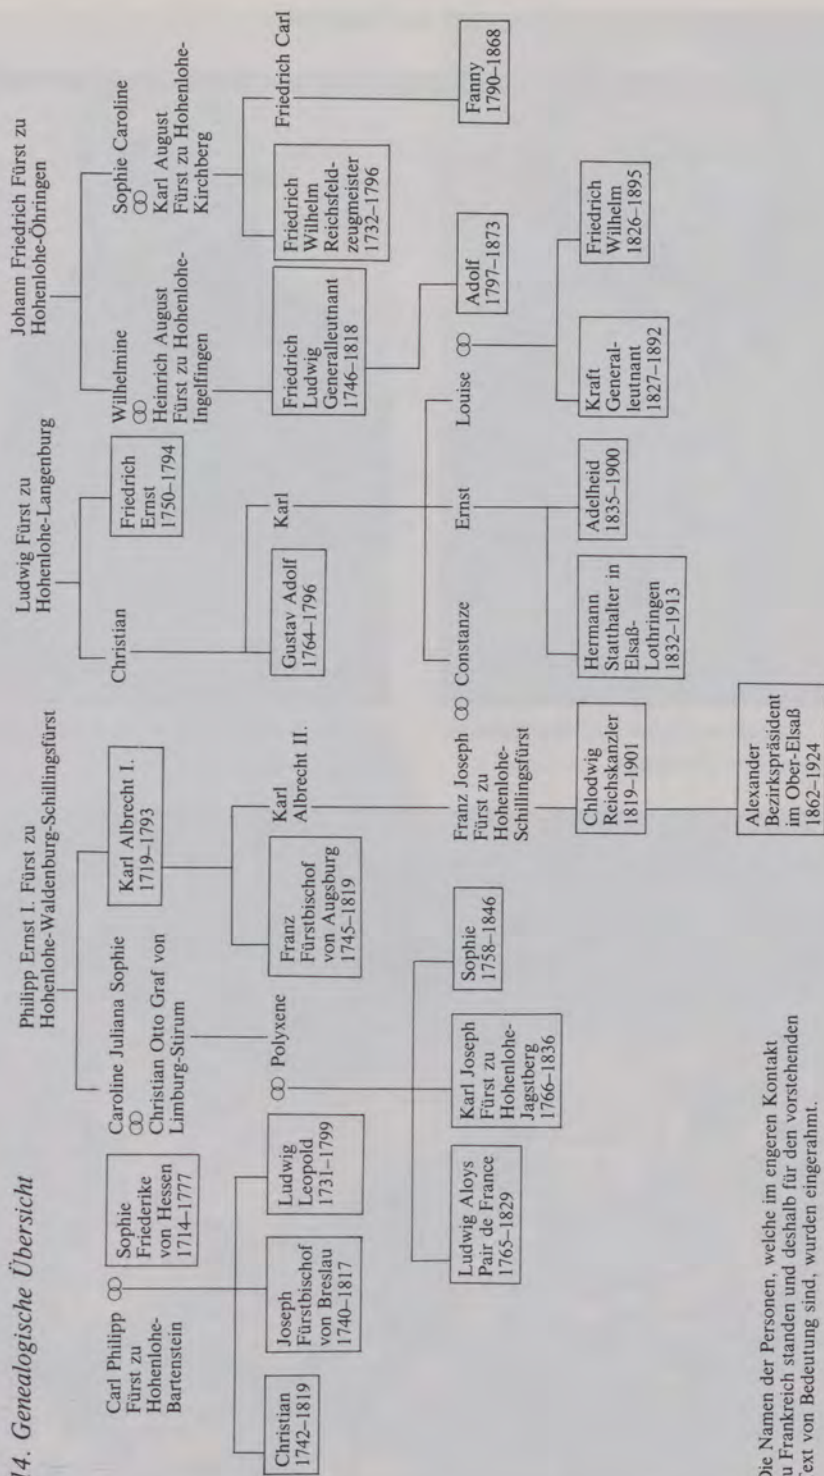 14. Genealogische Übersicht
Philipp Ernst I. Fürst zu
Hohenlohe-Waldenburg-Schillingsfürst
Ludwig Fürst zu
Hohenlohe-Langenburg
Johann Friedrich Fürst zu
Hohenlohe-Öhringen
Carl Philipp
Fürst zu
Hohenlohe-
Bartenstein
Sophie
Friederike
von Hessen
1714–1777
Caroline Juliana Sophie
Christian Otto Graf von
Limburg-Stirum
Karl Albrecht I.
1719–1793
Christian
Friedrich
Ernst
1750–1794
Wilhelmine
Heinrich August
Fürst zu Hohenlohe-
Ingelfingen
Sophie Caroline
Karl August
Fürst zu Hohenlohe-
Kirchberg
Christian
1742–1819
Joseph
Fürstbischof
von Breslau
1740–1817
Ludwig
Leopold
1731–1799
Polyxene
Franz
Fürstbischof
von Augsburg
1745–1819
Karl
Albrecht II.
Gustav Adolf
1764–1796
Karl
Friedrich
Ludwig
Generalleutnant
1746–1818
Friedrich
Wilhelm
Reichsfeld-
zeugmeister
1732–1796
Friedrich Carl
Ludwig Aloys
Pair de France
1765–1829
Karl Joseph
Fürst zu
Hohenlohe-
Jagstberg
1766–1836
Sophie
1758–1846
Franz Joseph
Fürst zu
Hohenlohe-
Schillingsfürst
Constanze
Ernst
Louise
Adolf
1797–1873
Fanny
1790–1868
Chlodwig
Reichskanzler
1819–1901
Hermann
Statthalter in
Elsaß-
Lothringen
1832–1913
Adelheid
1835–1900
Kraft
General-
leutnant
1827–1892
Friedrich
Wilhelm
1826–1895
Alexander
Bezirkspräsident
im Ober-Elsaß
1862–1924
Die Namen der Personen, welche im engeren Kontakt
zu Frankreich standen und deshalb für den vorstehenden
Text von Bedeutung sind, wurden eingerahmt.